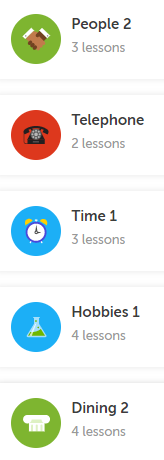 People 2
3 lessons
Telephone
2 lessons
Time 1
3 lessons
Hobbies 1
4 lessons
Dining 2
4 lessons